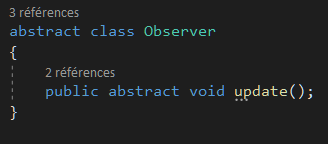 3 références
abstract class Observer
{
2 références
public abstract void update();
}